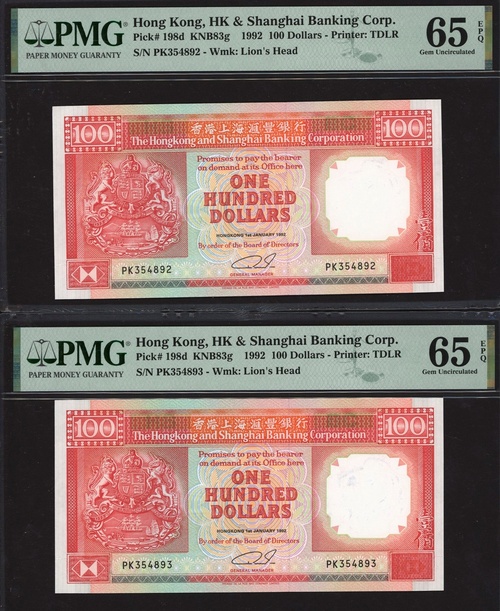 PMG
PAPER MONEY GUARANTY
Hong Kong, HK & Shanghai Banking Corp.
Pick# 198d KNB83g 1992 100 Dollars - Printer: TDLR
S/N PK354892 - Wmk: Lion's Head
65 EPQ
Gem Uncirculated
100
香港上海滙豐銀行
100
The Hongkong and Shanghai Banking Corporation
Promises to pay the bearer
on demand at its Office here
ONE
HUNDRED
DOLLARS
HONGKONG 1st JANUARY 1992
By order of the Board of Directors
PK354892
GENERAL MANAGER
PK354892
PMG
PAPER MONEY GUARANTY
Hong Kong, HK & Shanghai Banking Corp.
Pick# 198d KNB83g 1992 100 Dollars - Printer: TDLR
S/N PK354893 - Wmk: Lion's Head
65 EPQ
Gem Uncirculated
100
香港上海滙豐銀行
100
The Hongkong and Shanghai Banking Corporation
Promises to pay the bearer
on demand at its Office here
ONE
HUNDRED
DOLLARS
HONGKONG 1st JANUARY 1992
By order of the Board of Directors
PK354893
GENERAL MANAGER
PK354893